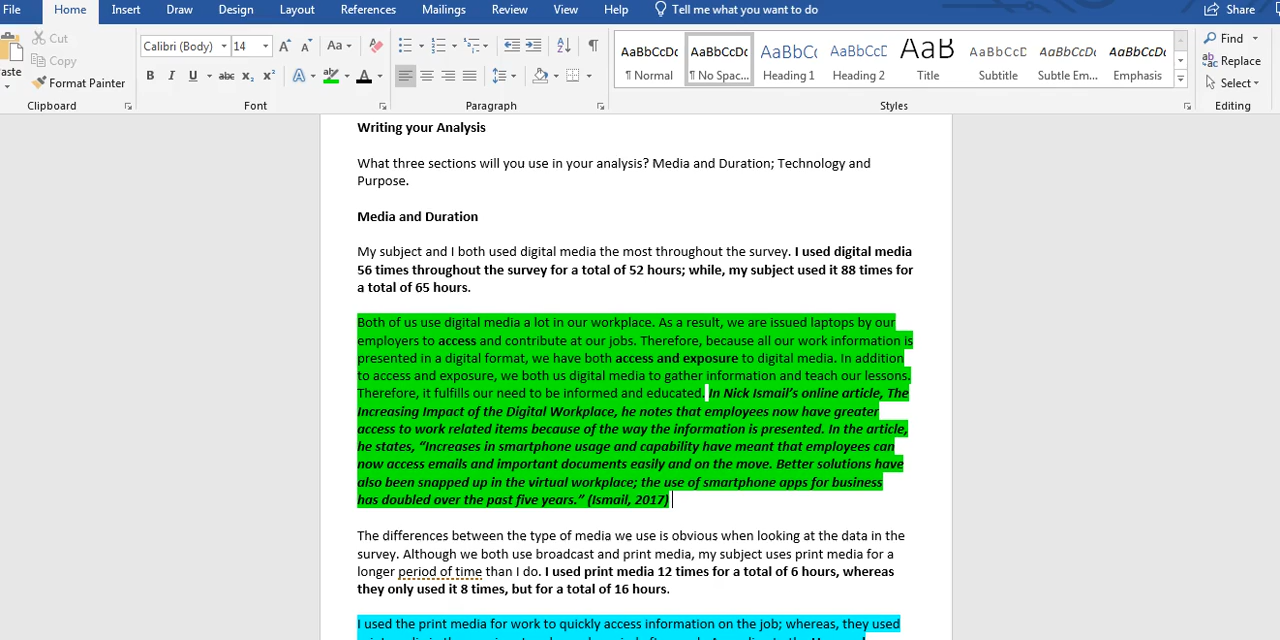 File Home Insert Draw Design Layout References Mailings Review View Help Tell me what you want to do Share
Cut
Copy
Format Painter
Clipboard
Calibri (Body) 14
Aa
abc x₂ x²
Font
Paragraph
AaBbCcDc AaBbCcDc AaBbCc AaBbCcD AaB AaBbCcD AaBbCcDc AaBbCcDc
¶ Normal ¶ No Spac... Heading 1 Heading 2 Title Subtitle Subtle Em... Emphasis
Styles
Find
Replace
Select
Editing
Writing your Analysis
What three sections will you use in your analysis? Media and Duration; Technology and
Purpose.
Media and Duration
My subject and I both used digital media the most throughout the survey. I used digital media
56 times throughout the survey for a total of 52 hours; while, my subject used it 88 times for
a total of 65 hours.
Both of us use digital media a lot in our workplace. As a result, we are issued laptops by our
employers to access and contribute at our jobs. Therefore, because all our work information is
presented in a digital format, we have both access and exposure to digital media. In addition
to access and exposure, we both us digital media to gather information and teach our lessons.
Therefore, it fulfills our need to be informed and educated. In Nick Ismail’s online article, The
Increasing Impact of the Digital Workplace, he notes that employees now have greater
access to work related items because of the way the information is presented. In the article,
he states, “Increases in smartphone usage and capability have meant that employees can
now access emails and important documents easily and on the move. Better solutions have
also been snapped up in the virtual workplace; the use of smartphone apps for business
has doubled over the past five years.” (Ismail, 2017)
The differences between the type of media we use is obvious when looking at the data in the
survey. Although we both use broadcast and print media, my subject uses print media for a
longer period of time than I do. I used print media 12 times for a total of 6 hours, whereas
they only used it 8 times, but for a total of 16 hours.
I used the print media for work to quickly access information on the job; whereas, they used